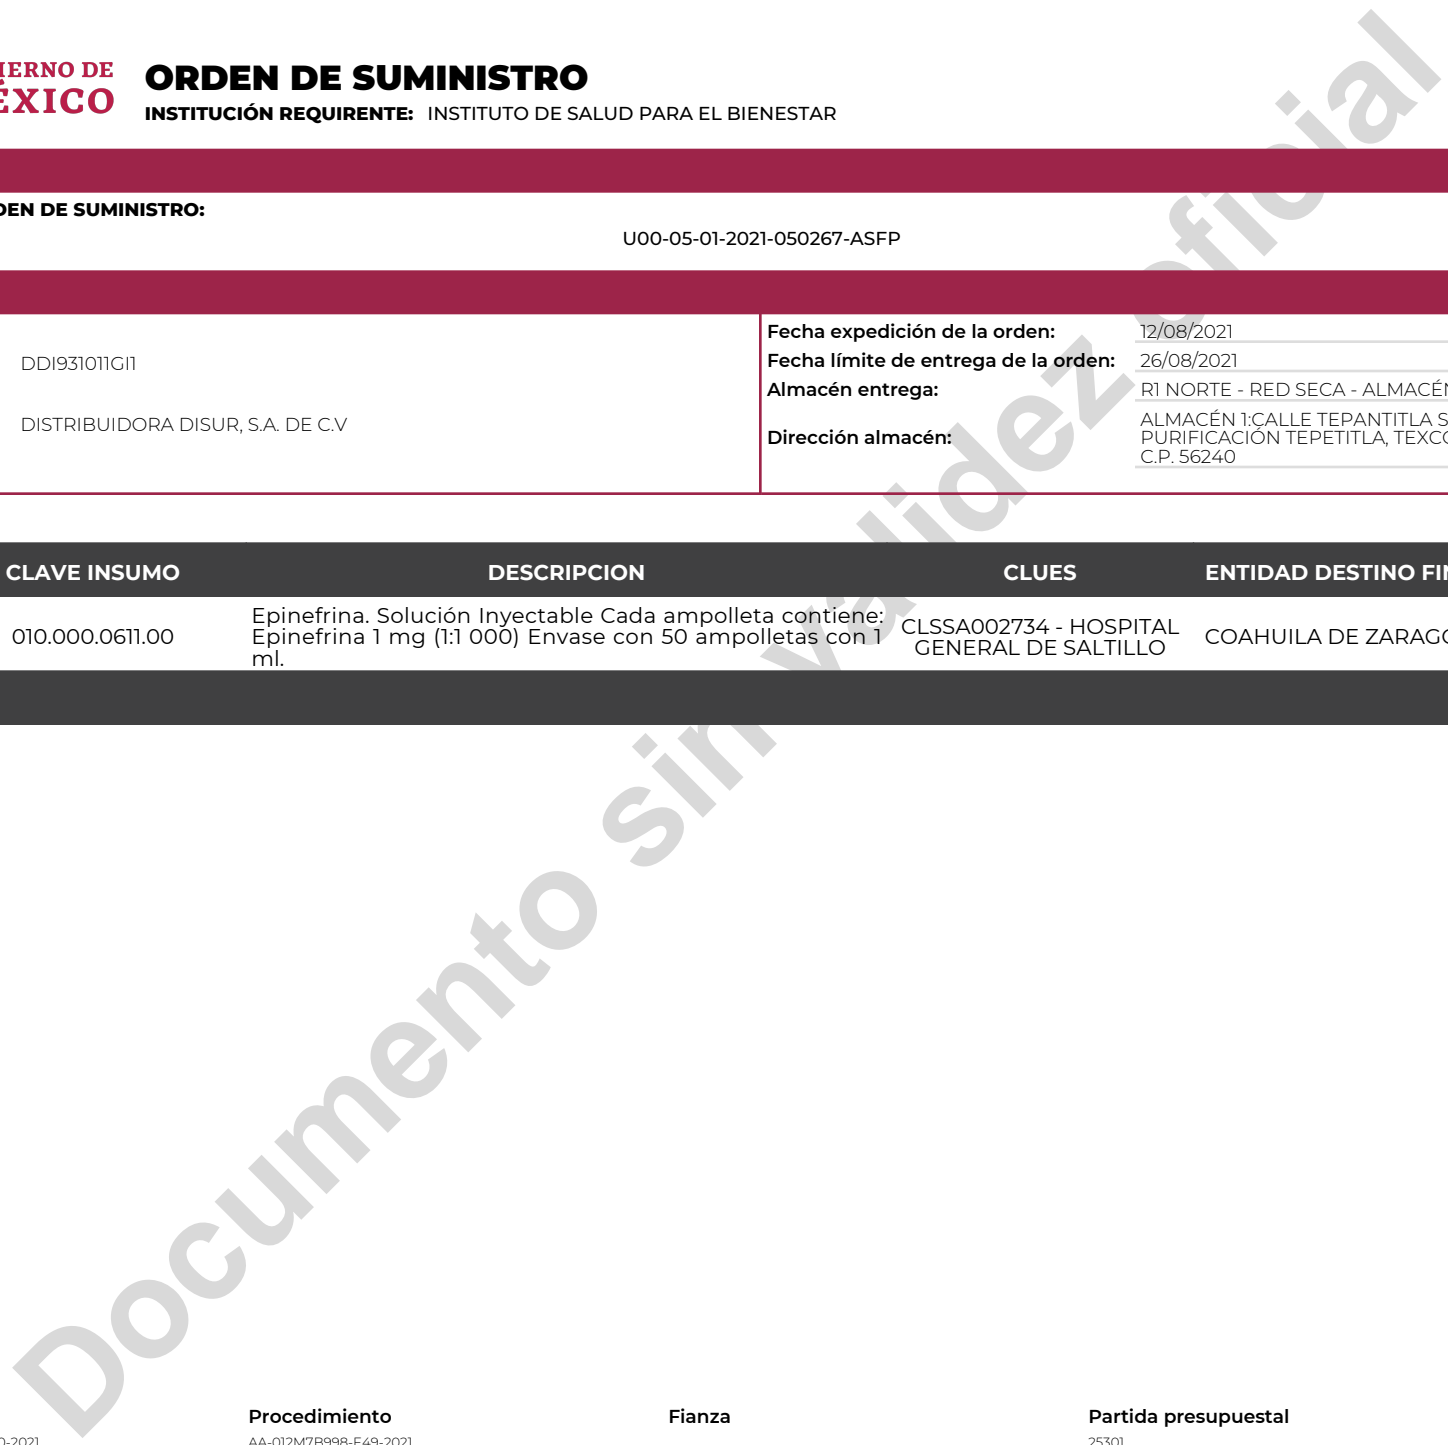 IERNO DE
ÉXICO
ORDEN DE SUMINISTRO
INSTITUCIÓN REQUIRENTE: INSTITUTO DE SALUD PARA EL BIENESTAR
DEN DE SUMINISTRO:
U00-05-01-2021-050267-ASFP
DDI931011GI1
DISTRIBUIDORA DISUR, S.A. DE C.V
Fecha expedición de la orden: 12/08/2021
Fecha límite de entrega de la orden: 26/08/2021
Almacén entrega: R1 NORTE - RED SECA - ALMACÉN
Dirección almacén: ALMACÉN 1:CALLE TEPANTITLA S
PURIFICACIÓN TEPETITLA, TEXCO
C.P. 56240
CLAVE INSUMO DESCRIPCION CLUES ENTIDAD DESTINO FIN
010.000.0611.00
Epinefrina. Solución Inyectable Cada ampolleta contiene:
Epinefrina 1 mg (1:1 000) Envase con 50 ampolletas con 1
ml.
CLSSA002734 - HOSPITAL
GENERAL DE SALTILLO
COAHUILA DE ZARAGO
Documento sin validez oficial
Procedimiento Fianza Partida presupuestal
0-2021 AA-012M7B998-E49-2021 25301